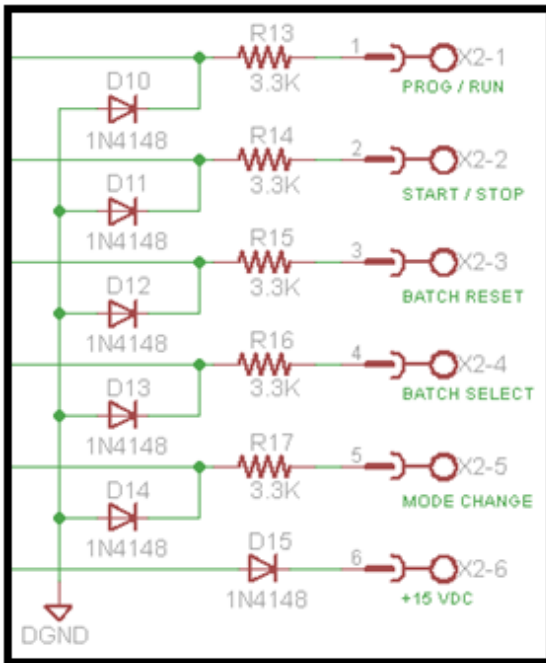 R13
1
X2-1
3.3K
PROG / RUN
D10
1N4148
R14
2
X2-2
3.3K
START / STOP
D11
1N4148
R15
3
X2-3
3.3K
BATCH RESET
D12
1N4148
R16
4
X2-4
3.3K
BATCH SELECT
D13
1N4148
R17
5
X2-5
3.3K
MODE CHANGE
D14
1N4148
D15
6
X2-6
1N4148
+15 VDC
DGND